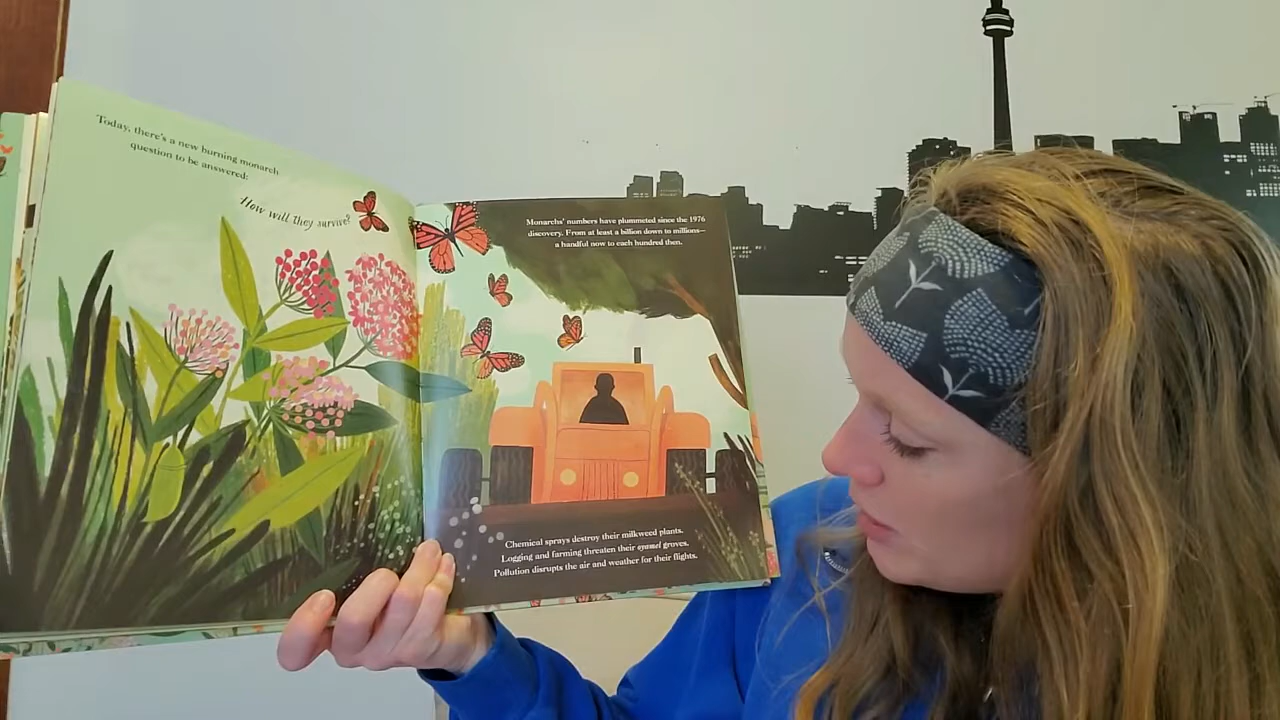 Today, there's a new burning monarch
question to be answered:
How will they survive?
Monarchs' numbers have plummeted since the 1976
discovery. From at least a billion down to millions—
a handful now to each hundred then.
Chemical sprays destroy their milkweed plants.
Logging and farming threaten their oyamel groves.
Pollution disrupts the air and weather for their flights.